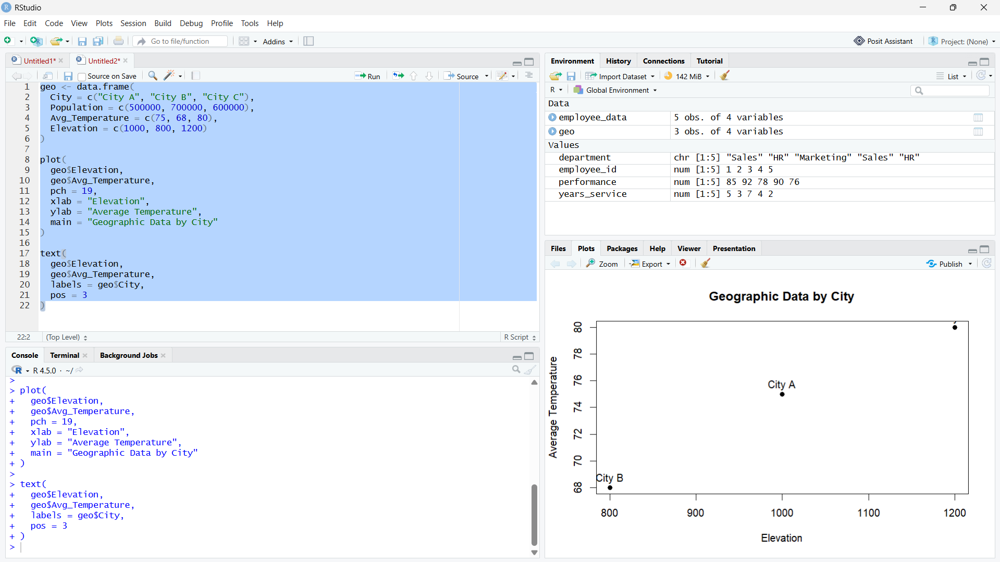 RStudio
File Edit Code View Plots Session Build Debug Profile Tools Help
Go to file/function Addins Posit Assistant Project: (None)
Untitled1* Untitled2*
Source on Save Run Source
1 geo <- data.frame(
2 City = c("City A", "City B", "City C"),
3 Population = c(500000, 700000, 600000),
4 Avg_Temperature = c(75, 68, 80),
5 Elevation = c(1000, 800, 1200)
6 )
7
8 plot(
9 geo$Elevation,
10 geo$Avg_Temperature,
11 pch = 19,
12 xlab = "Elevation",
13 ylab = "Average Temperature",
14 main = "Geographic Data by City"
15 )
16
17 text(
18 geo$Elevation,
19 geo$Avg_Temperature,
20 labels = geo$City,
21 pos = 3
22 )
22:2 (Top Level) R Script
Console Terminal Background Jobs
R R 4.5.0 · ~/
>
> plot(
+ geo$Elevation,
+ geo$Avg_Temperature,
+ pch = 19,
+ xlab = "Elevation",
+ ylab = "Average Temperature",
+ main = "Geographic Data by City"
+ )
>
> text(
+ geo$Elevation,
+ geo$Avg_Temperature,
+ labels = geo$City,
+ pos = 3
+ )
>
Environment History Connections Tutorial
Import Dataset 142 MiB List
R Global Environment
Data
employee_data 5 obs. of 4 variables
geo 3 obs. of 4 variables
Values
department chr [1:5] "Sales" "HR" "Marketing" "Sales" "HR"
employee_id num [1:5] 1 2 3 4 5
performance num [1:5] 85 92 78 90 76
years_service num [1:5] 5 3 7 4 2
Files Plots Packages Help Viewer Presentation
Zoom Export Publish
Geographic Data by City
Average Temperature
80
78
76
74
72
70
68
City A
City B
800 900 1000 1100 1200
Elevation